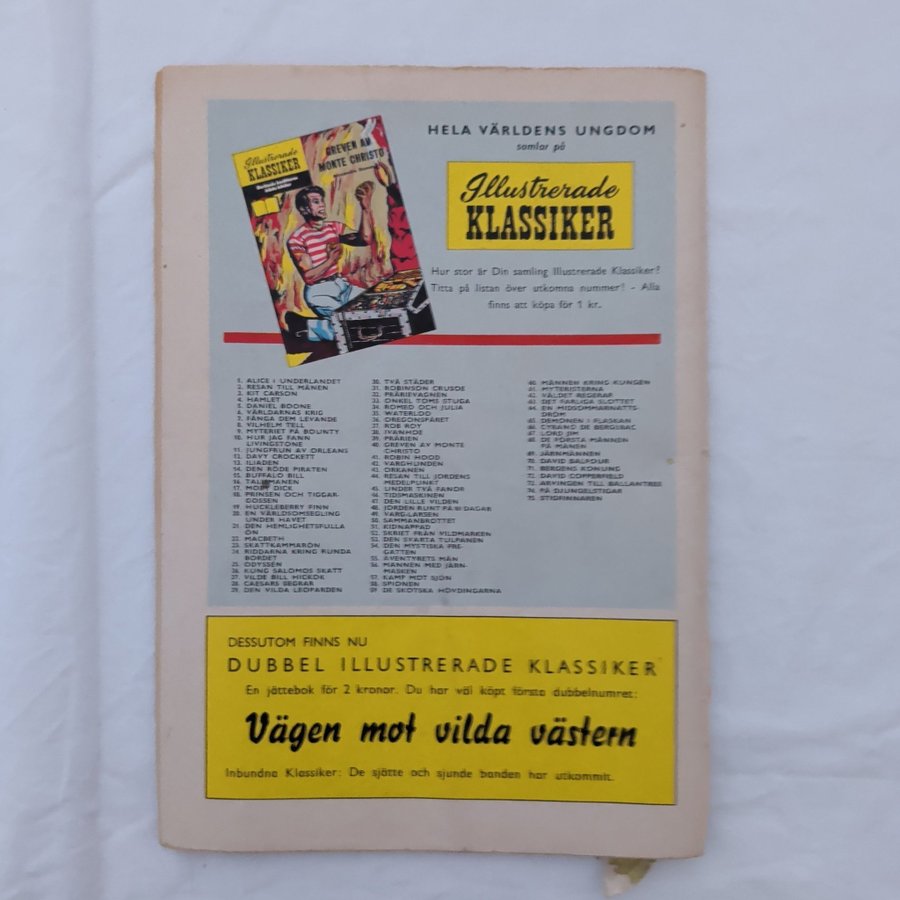 HELA VÄRLDENS UNGDOM
samlar på
Illustrerade
KLASSIKER
Hur stor är Din samling Illustrerade Klassiker?
Titta på listan över utkomna nummer! - Alla
finns att köpa för 1 kr.
Illustrerade
KLASSIKER
GREVEN AV
MONTE CHRISTO
1. ALICE I UNDERLANDET
2. RESAN TILL MÅNEN
3. KIT CARSON
4. HAMLET
5. DANIEL BOONE
6. VÄRLDARNAS KRIG
7. FÅNGA DEM LEVANDE
8. VILHELM TELL
9. MYTERIET PÅ BOUNTY
10. HUR JAG FANN
LIVINGSTONE
11. JUNGFRUN AV ORLEANS
12. DAVY CROCKETT
13. ILIADEN
14. DEN RÖDE PIRATEN
15. BUFFALO BILL
16. TALISMANEN
17. MOBY DICK
18. PRINSEN OCH TIGGAR-
GOSSEN
19. HUCKLEBERRY FINN
20. EN VÄRLDSOMSEGLING
UNDER HAVET
21. DEN HEMLIGHETSFULLA
ÖN
22. MACBETH
23. SKATTKAMMARÖN
24. RIDDARNA KRING RUNDA
BORDET
25. ODYSSEN
26. KUNG SALOMOS SKATT
27. VILDE BILL HICKOK
28. CAESARS SEGRAR
29. DEN VILDA LEOPARDEN
30. TVÅ STÄDER
31. ROBINSON CRUSOE
32. PRÄRIEVAGNEN
33. ONKEL TOMS STUGA
34. ROMEO OCH JULIA
35. WATERLOO
36. OREGONSPÅRET
37. ROB ROY
38. IVANHOE
39. PRÄRIEN
40. GREVEN AV MONTE
CHRISTO
41. ROBIN HOOD
42. VARGHUNDEN
43. ORKANEN
44. RESAN TILL JORDENS
MEDELPUNKT
45. UNDER TVÅ FANOR
46. TIDSMASKINEN
47. DEN LILLE VILDEN
48. JORDEN RUNT PÅ 80 DAGAR
49. VARG-LARSEN
50. SAMMANBROTTET
51. KIDNAPPAD
52. SKRIET FRÅN VILDMARKEN
53. DEN SVARTA TULPANEN
54. DEN MYSTISKA FRE-
GATTEN
55. ÄVENTYRETS MÄN
56. MANNEN MED JÄRN-
MASKEN
57. KAMP MOT SJÖN
58. SPIONEN
59. DE SKOTSKA HÖVDINGARNA
60. MÄNNEN KRING KUNGEN
61. MYTERISTERNA
62. VÅLDET REGERAR
63. DET FARLIGA SLOTTET
64. EN MIDSOMMARNATTS-
DRÖM
65. DEMONEN I FLASKAN
66. CYRANO DE BERGERAC
67. LORD JIM
68. DE FÖRSTA MÄNNEN
PÅ MÅNEN
69. JÄRNMANNEN
70. DAVID BALFOUR
71. BERGENS KONUNG
72. DAVID COPPERFIELD
73. ARVINGEN TILL BALLANTRAE
74. PÅ DJUNGELSTIGAR
75. STIGFINNAREN
DESSUTOM FINNS NU
DUBBEL ILLUSTRERADE KLASSIKER
En jättebok för 2 kronor. Du har väl köpt första dubbelnumret:
Vägen mot vilda västern
Inbundna Klassiker: De sjätte och sjunde banden har utkommit.